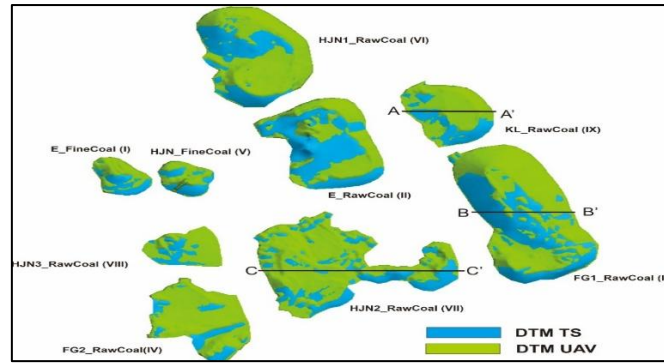 HJN1_RawCoal (VI)
A A'
KL_RawCoal (IX)
E_FineCoal (I) HJN_FineCoal (V)
E_RawCoal (II)
B B'
HJN3_RawCoal (VIII)
C C'
FG1_RawCoal (I
HJN2_RawCoal (VII)
FG2_RawCoal(IV)
DTM TS
DTM UAV